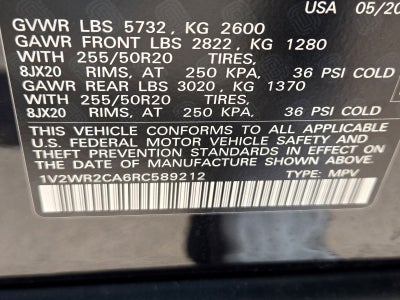 USA 05/20
GVWR LBS 5732, KG 2600
GAWR FRONT LBS 2822, KG 1280
WITH 255/50R20 TIRES,
8JX20 RIMS, AT 250 KPA, 36 PSI COLD
GAWR REAR LBS 3020, KG 1370
WITH 255/50R20 TIRES,
8JX20 RIMS, AT 250 KPA, 36 PSI COLD
THIS VEHICLE CONFORMS TO ALL APPLICABLE
U.S. FEDERAL MOTOR VEHICLE SAFETY AND
THEFT PREVENTION STANDARDS IN EFFECT ON
THE DATE OF MANUFACTURE SHOWN ABOVE.
1V2WR2CA6RC589212 TYPE: MPV